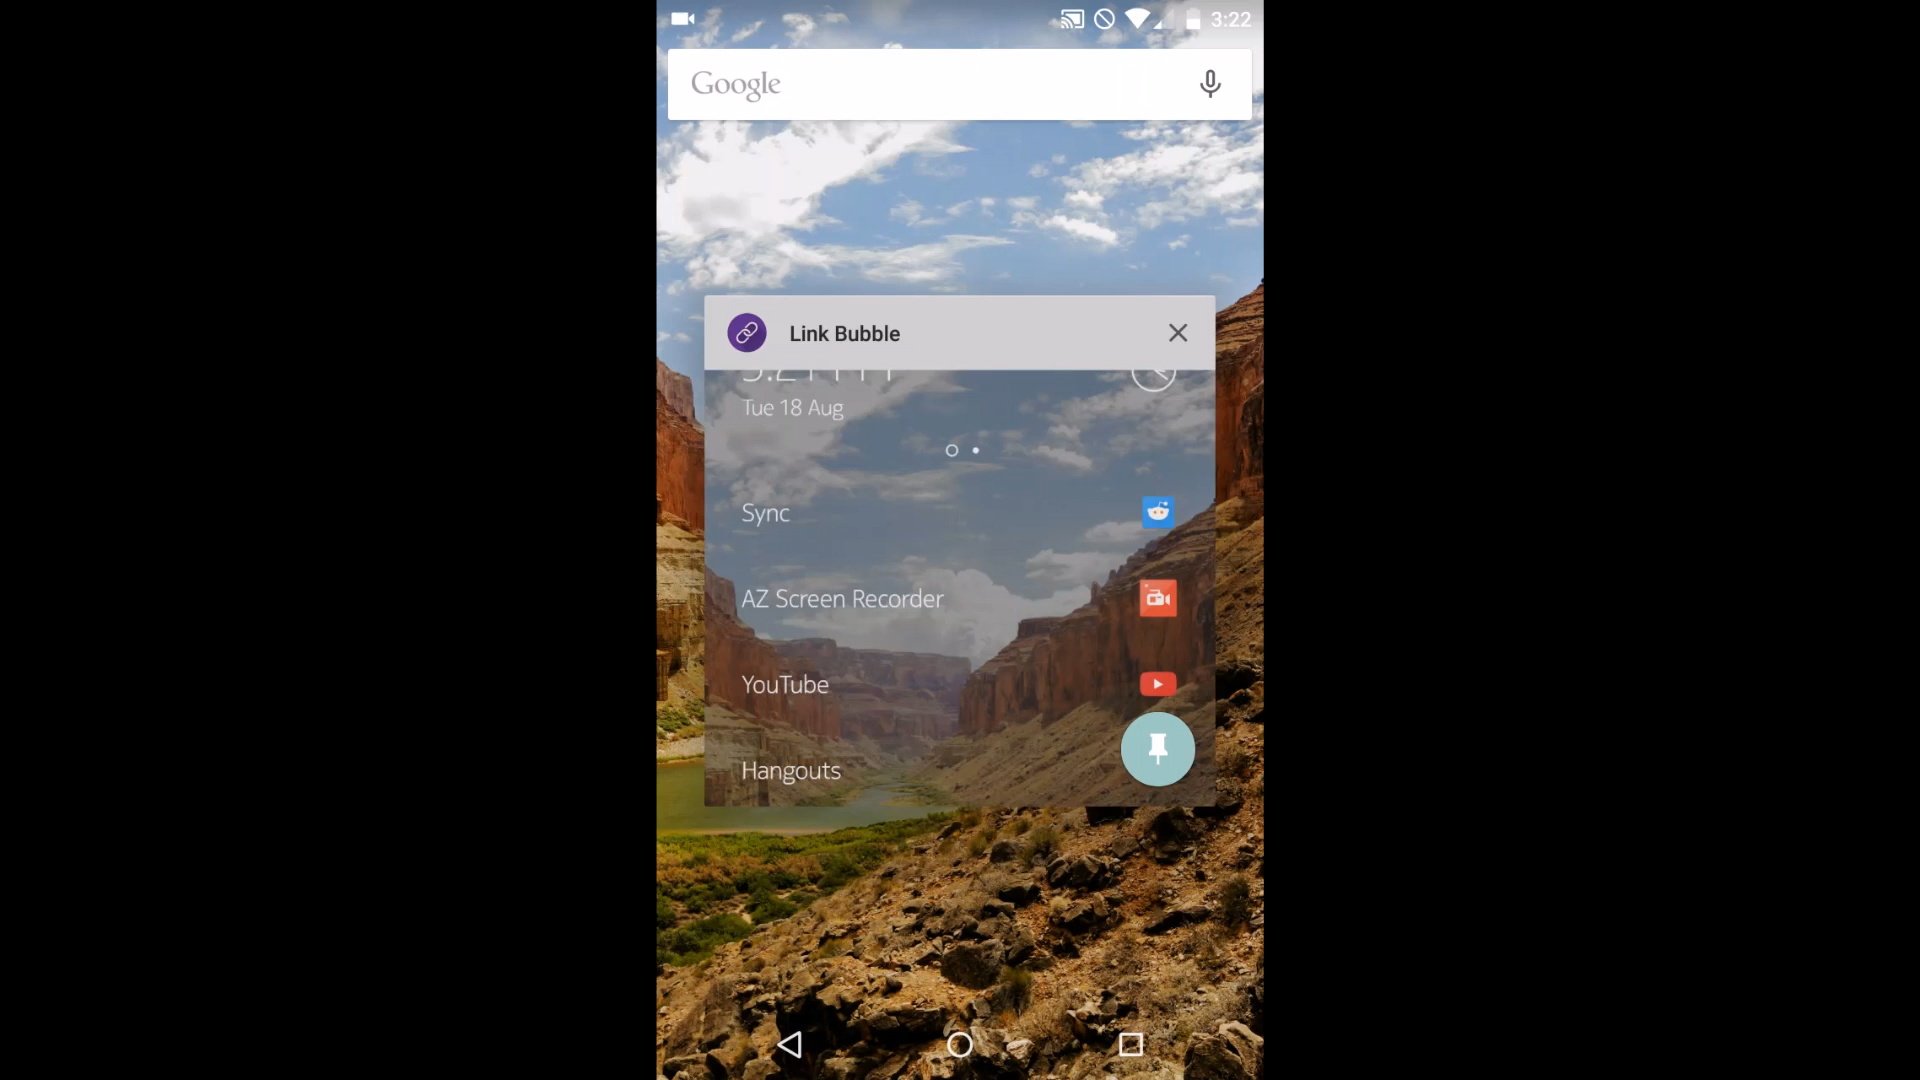 3:22
Google
Link Bubble
Tue 18 Aug
Sync
AZ Screen Recorder
YouTube
Hangouts